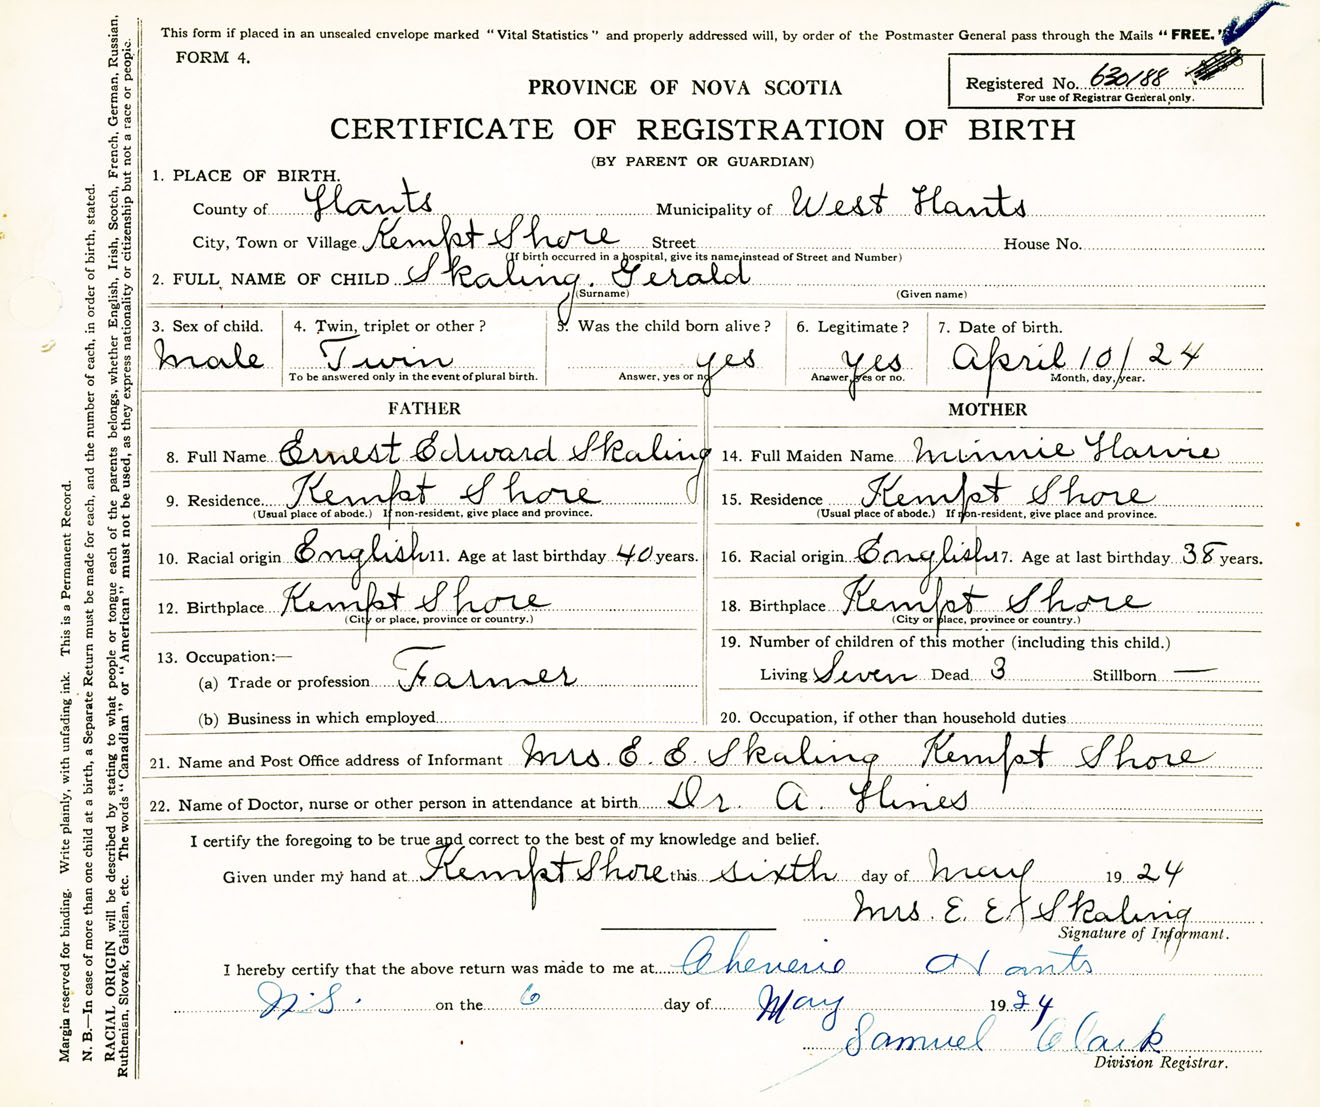 This form if placed in an unsealed envelope marked "Vital Statistics" and properly addressed will, by order of the Postmaster General pass through the Mails "FREE."
FORM 4.
Registered No. 630188
For use of Registrar General only.
PROVINCE OF NOVA SCOTIA
CERTIFICATE OF REGISTRATION OF BIRTH
(BY PARENT OR GUARDIAN)
1. PLACE OF BIRTH.
County of Hants Municipality of West Hants
City, Town or Village Kempt Shore Street House No.
(If birth occurred in a hospital, give its name instead of Street and Number)
2. FULL NAME OF CHILD Skaling, Gerald
(Surname) (Given name)
3. Sex of child. 4. Twin, triplet or other? 5. Was the child born alive? 6. Legitimate? 7. Date of birth.
Male Twin yes yes April 10/24
To be answered only in the event of plural birth. Answer, yes or no Answer, yes or no. Month, day, year.
FATHER MOTHER
8. Full Name Ernest Edward Skaling 14. Full Maiden Name Minnie Harvie
9. Residence Kempt Shore 15. Residence Kempt Shore
(Usual place of abode.) If non-resident, give place and province. (Usual place of abode.) If non-resident, give place and province.
10. Racial origin English 11. Age at last birthday 40 years. 16. Racial origin English 17. Age at last birthday 38 years.
12. Birthplace Kempt Shore 18. Birthplace Kempt Shore
(City or place, province or country.) (City or place, province or country.)
13. Occupation:— 19. Number of children of this mother (including this child.)
(a) Trade or profession Farmer Living Seven Dead 3 Stillborn —
(b) Business in which employed 20. Occupation, if other than household duties
21. Name and Post Office address of Informant Mrs. E. E. Skaling Kempt Shore
22. Name of Doctor, nurse or other person in attendance at birth Dr. A. Hines
I certify the foregoing to be true and correct to the best of my knowledge and belief.
Given under my hand at Kempt Shore this sixth day of May 1924
Mrs. E. E. Skaling
Signature of Informant.
I hereby certify that the above return was made to me at Cheverie Hants
N.S. on the 6 day of May 1924
Samuel Clark
Division Registrar.
Margin reserved for binding. Write plainly, with unfading ink. This is a Permanent Record.
N. B.—In case of more than one child at a birth, a Separate Return must be made for each, and the number of each, in order of birth, stated.
RACIAL ORIGIN will be described by stating to what people or tongue each of the parents belongs, whether English, Irish, Scotch, French, German, Russian,
Ruthenian, Slovak, Galician, etc. The words "Canadian" or "American" must not be used, as they express nationality or citizenship but not a race or people.